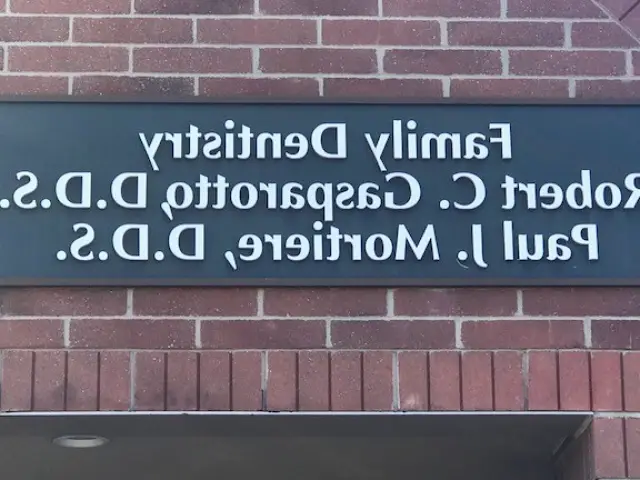 Family Dentistry
Robert C. Gasparotto, D.D.S.
Paul J. Mortiere, D.D.S.